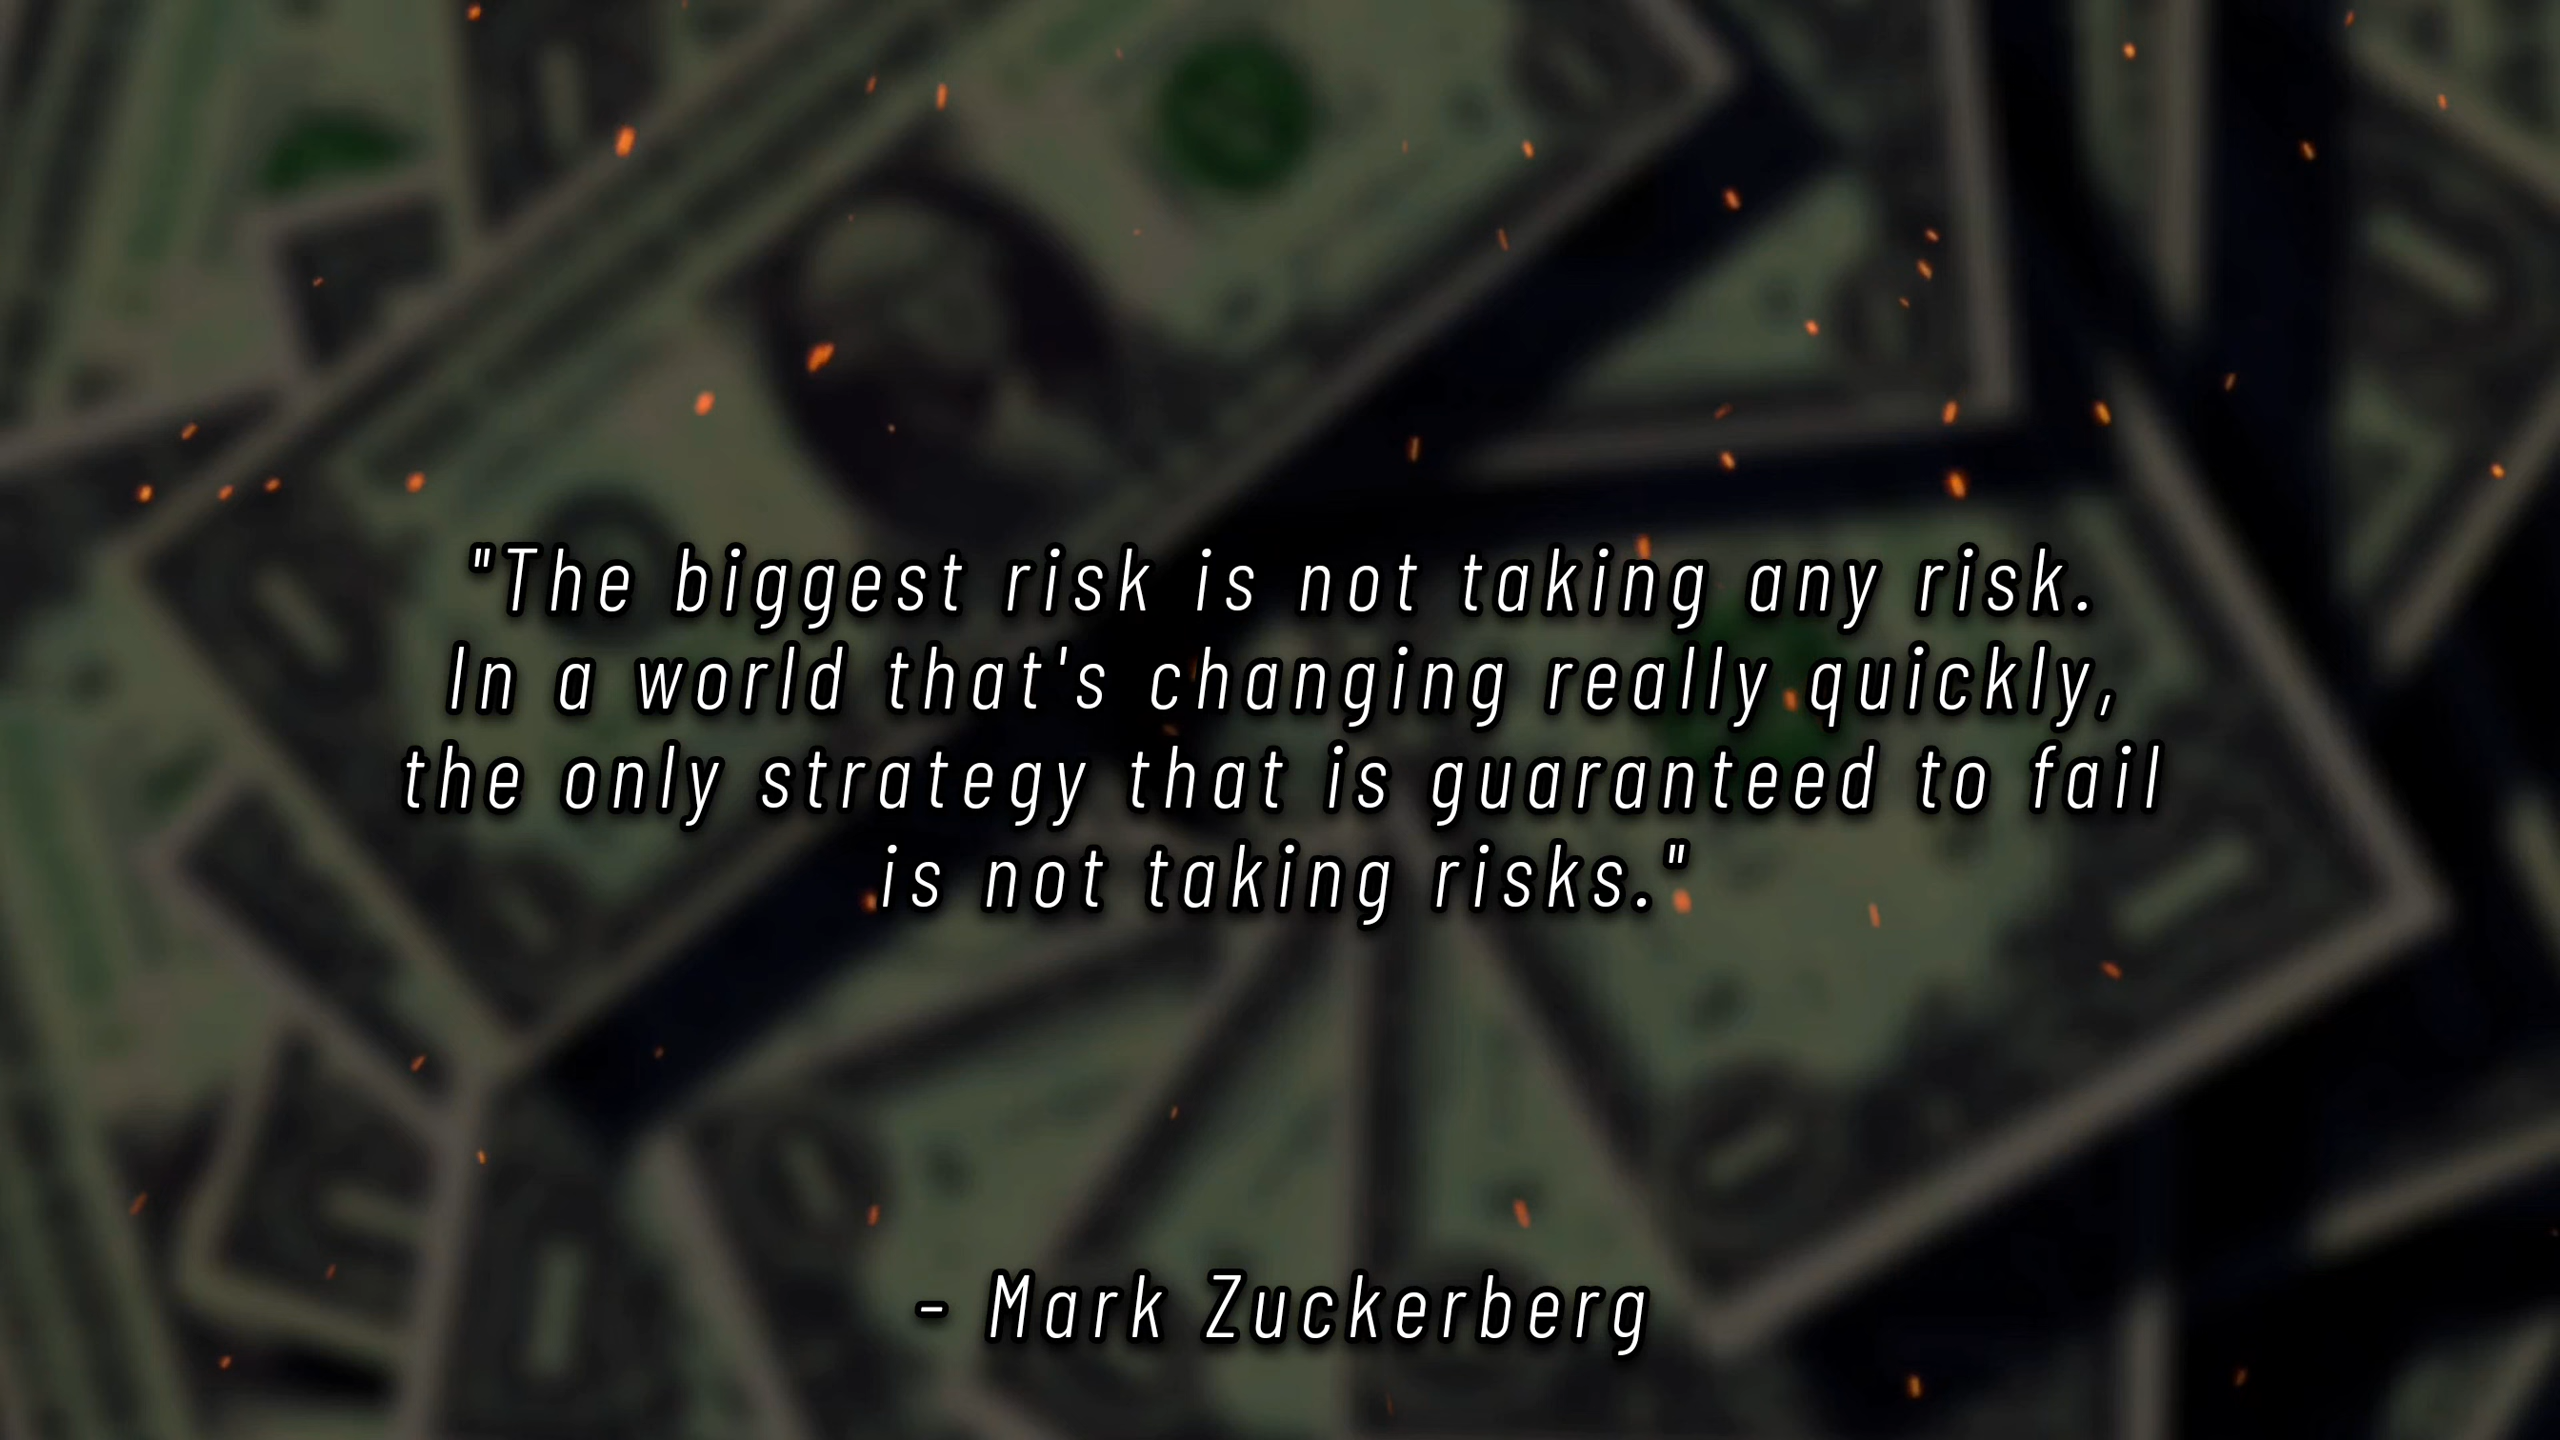 "The biggest risk is not taking any risk.
In a world that's changing really quickly,
the only strategy that is guaranteed to fail
is not taking risks."
- Mark Zuckerberg